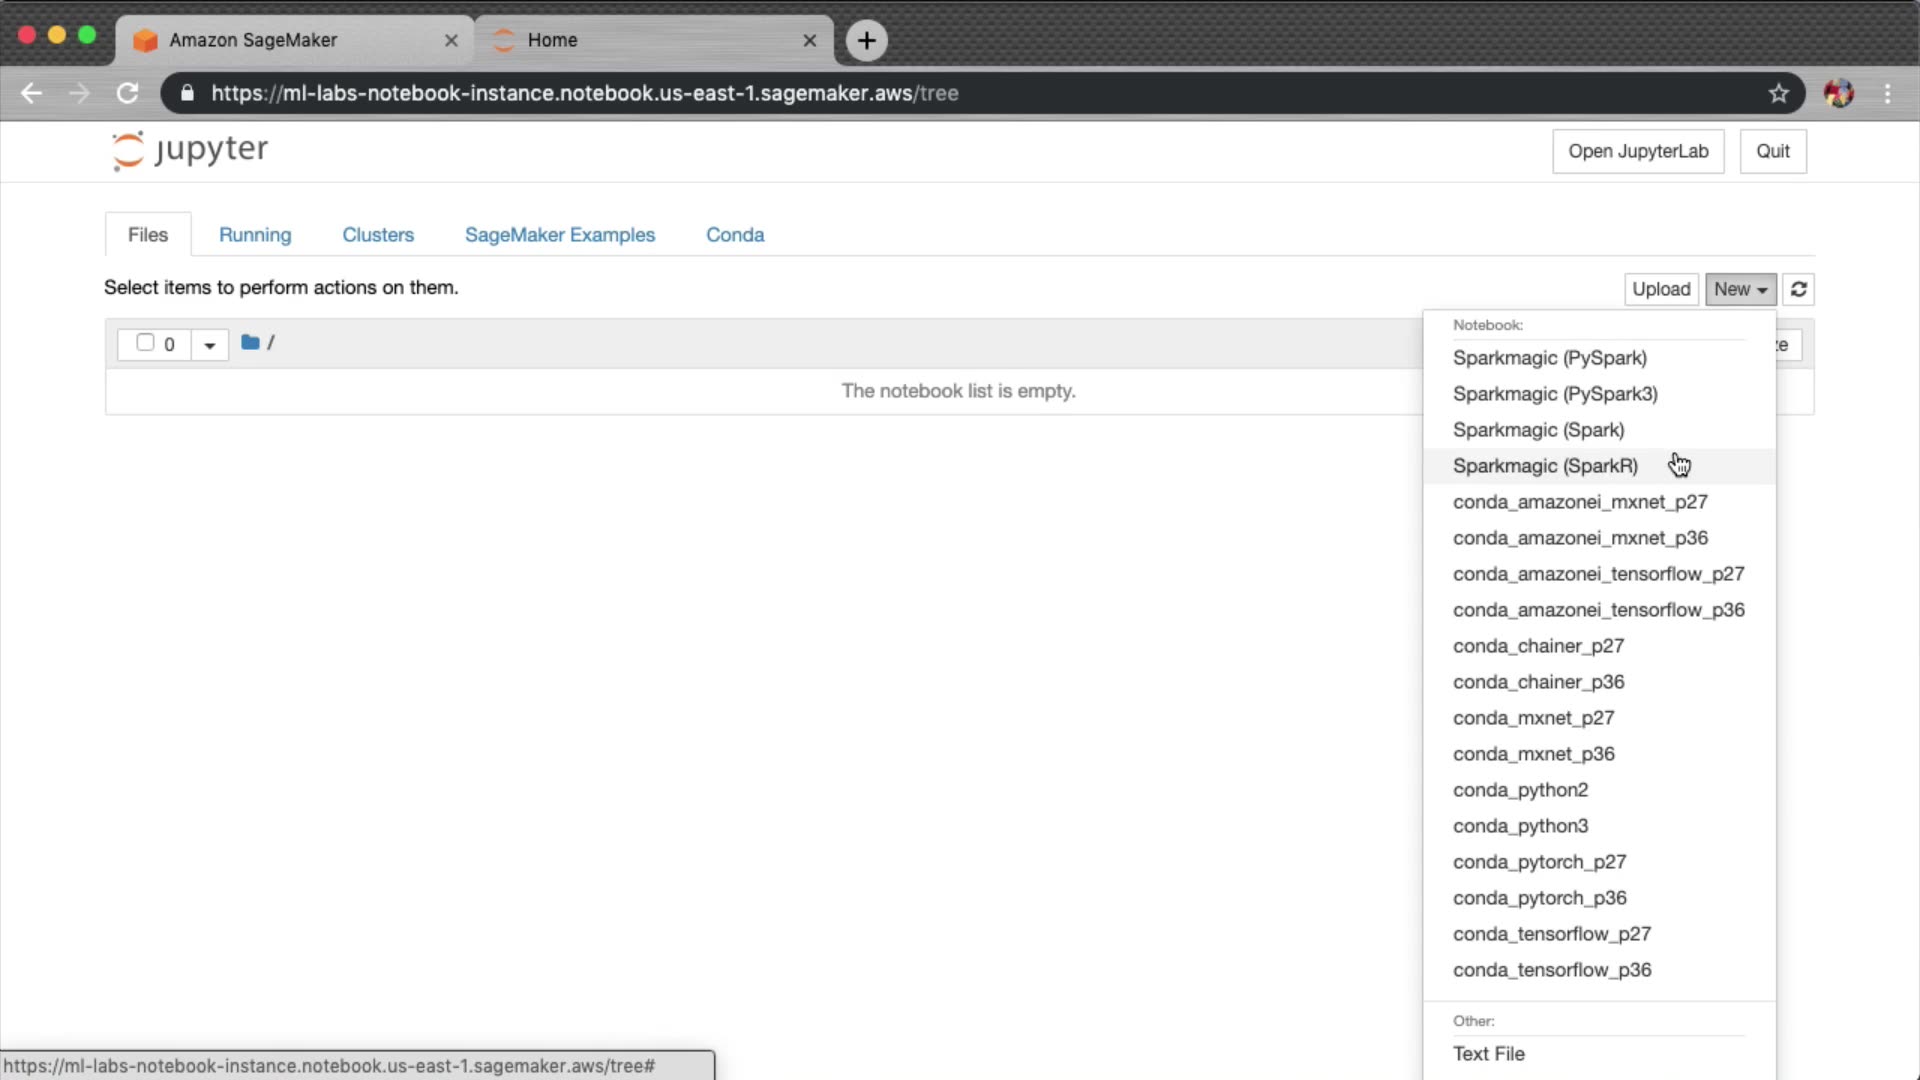 Amazon SageMaker
Home
https://ml-labs-notebook-instance.notebook.us-east-1.sagemaker.aws/tree
jupyter
Open JupyterLab
Quit
Files
Running
Clusters
SageMaker Examples
Conda
Select items to perform actions on them.
Upload
New
0
/
The notebook list is empty.
Notebook:
Sparkmagic (PySpark)
Sparkmagic (PySpark3)
Sparkmagic (Spark)
Sparkmagic (SparkR)
conda_amazonei_mxnet_p27
conda_amazonei_mxnet_p36
conda_amazonei_tensorflow_p27
conda_amazonei_tensorflow_p36
conda_chainer_p27
conda_chainer_p36
conda_mxnet_p27
conda_mxnet_p36
conda_python2
conda_python3
conda_pytorch_p27
conda_pytorch_p36
conda_tensorflow_p27
conda_tensorflow_p36
Other:
Text File
https://ml-labs-notebook-instance.notebook.us-east-1.sagemaker.aws/tree#